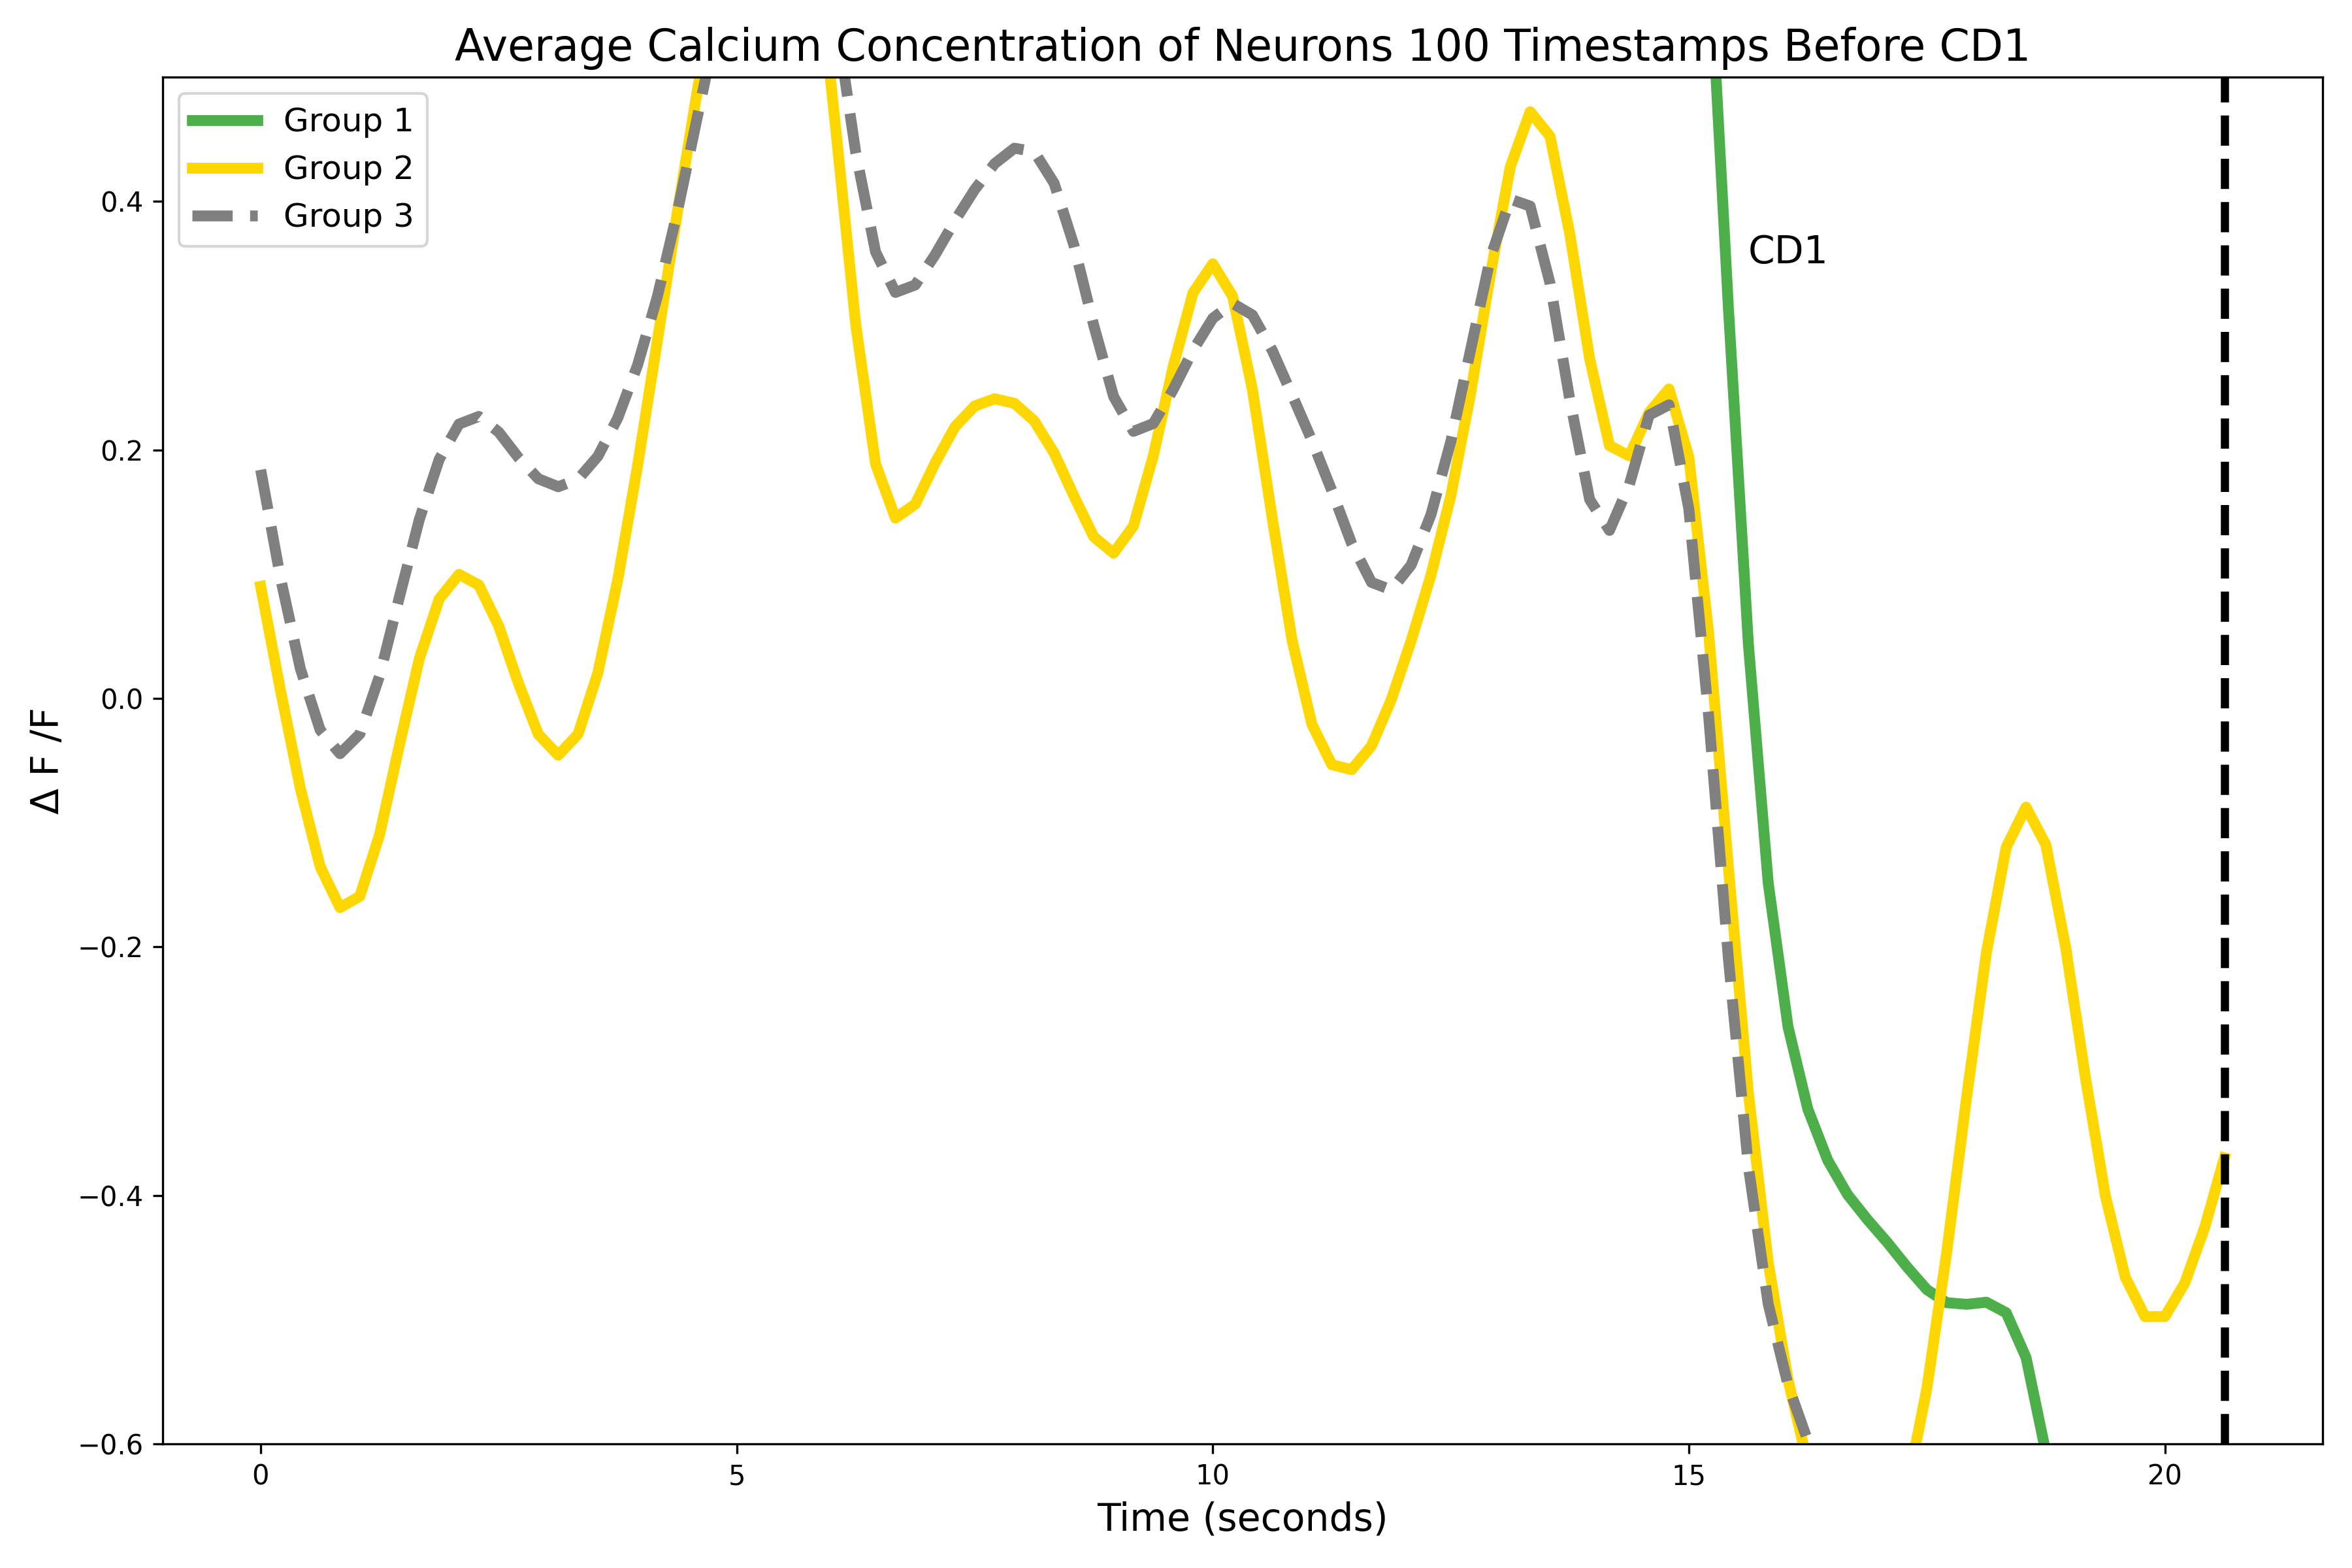 Average Calcium Concentration of Neurons 100 Timestamps Before CD1
Group 1
Group 2
Group 3
CD1
0.4
0.2
0.0
−0.2
−0.4
−0.6
Δ F /F
0 5 10 15 20
Time (seconds)